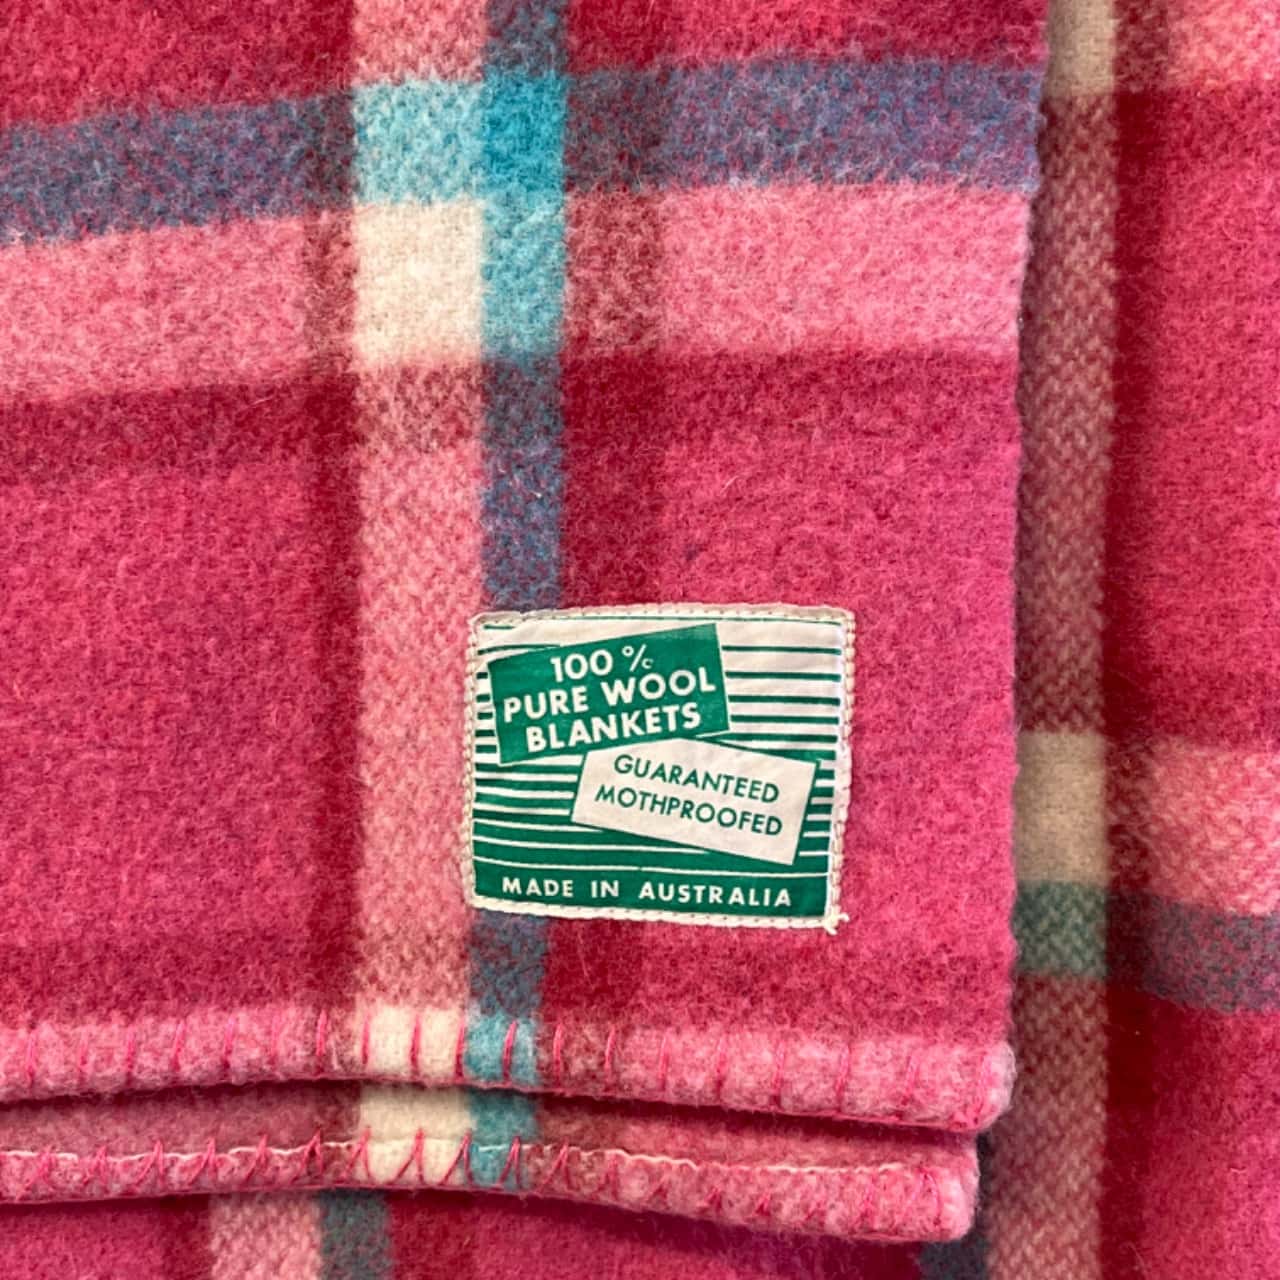 100 %
PURE WOOL
BLANKETS
GUARANTEED
MOTHPROOFED
MADE IN AUSTRALIA